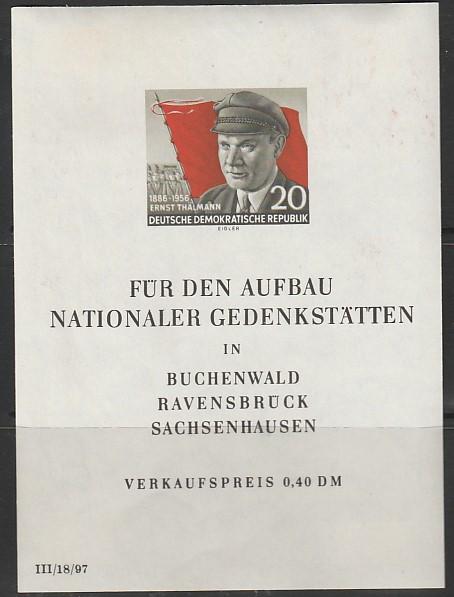 1886-1956
ERNST THÄLMANN
20
DEUTSCHE DEMOKRATISCHE REPUBLIK
EIGLER
FÜR DEN AUFBAU
NATIONALER GEDENKSTÄTTEN
IN
BUCHENWALD
RAVENSBRÜCK
SACHSENHAUSEN
VERKAUFSPREIS 0,40 DM
III/18/97